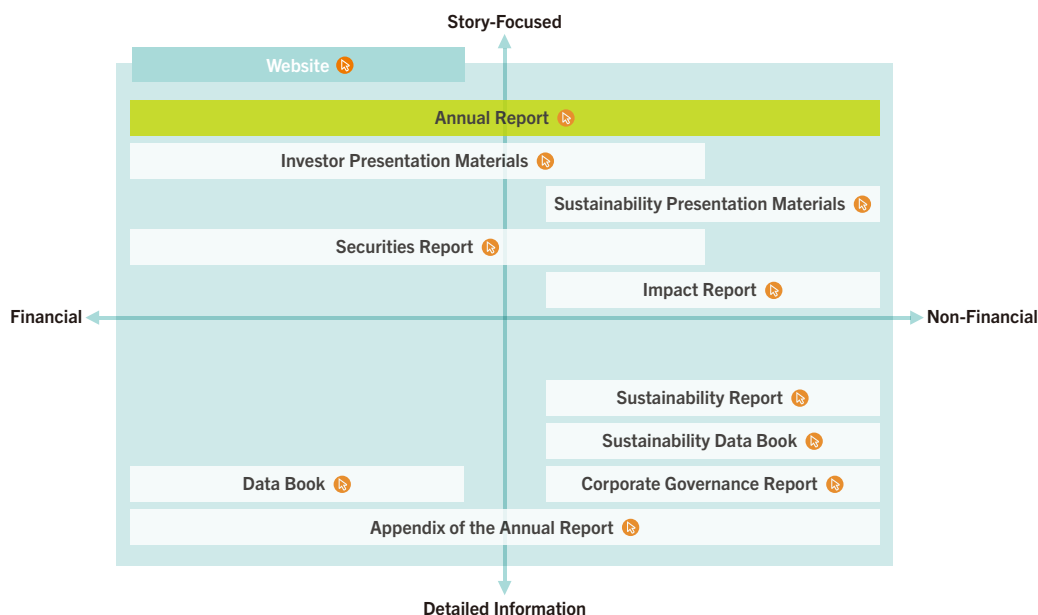 Story-Focused
Website
Annual Report
Investor Presentation Materials
Sustainability Presentation Materials
Securities Report
Impact Report
Financial
Non-Financial
Sustainability Report
Sustainability Data Book
Data Book
Corporate Governance Report
Appendix of the Annual Report
Detailed Information